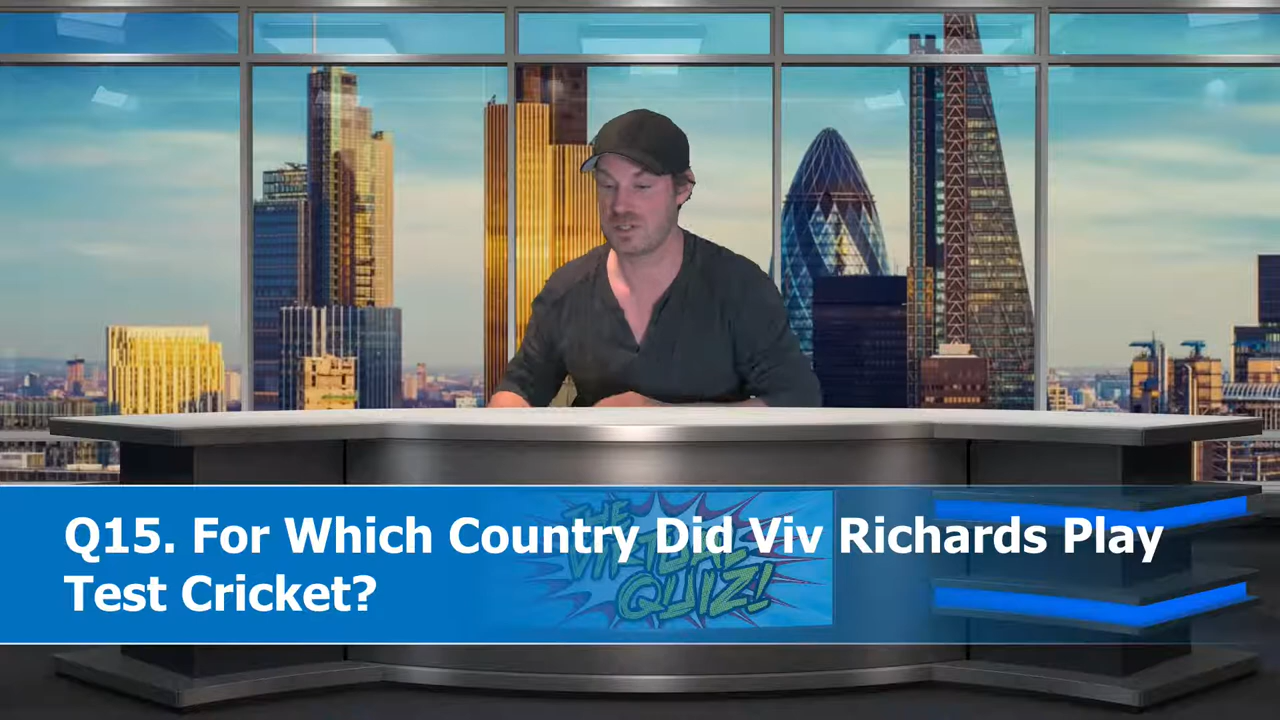 Q15. For Which Country Did Viv Richards Play
Test Cricket?
THE
VIRTUAL
QUIZ!